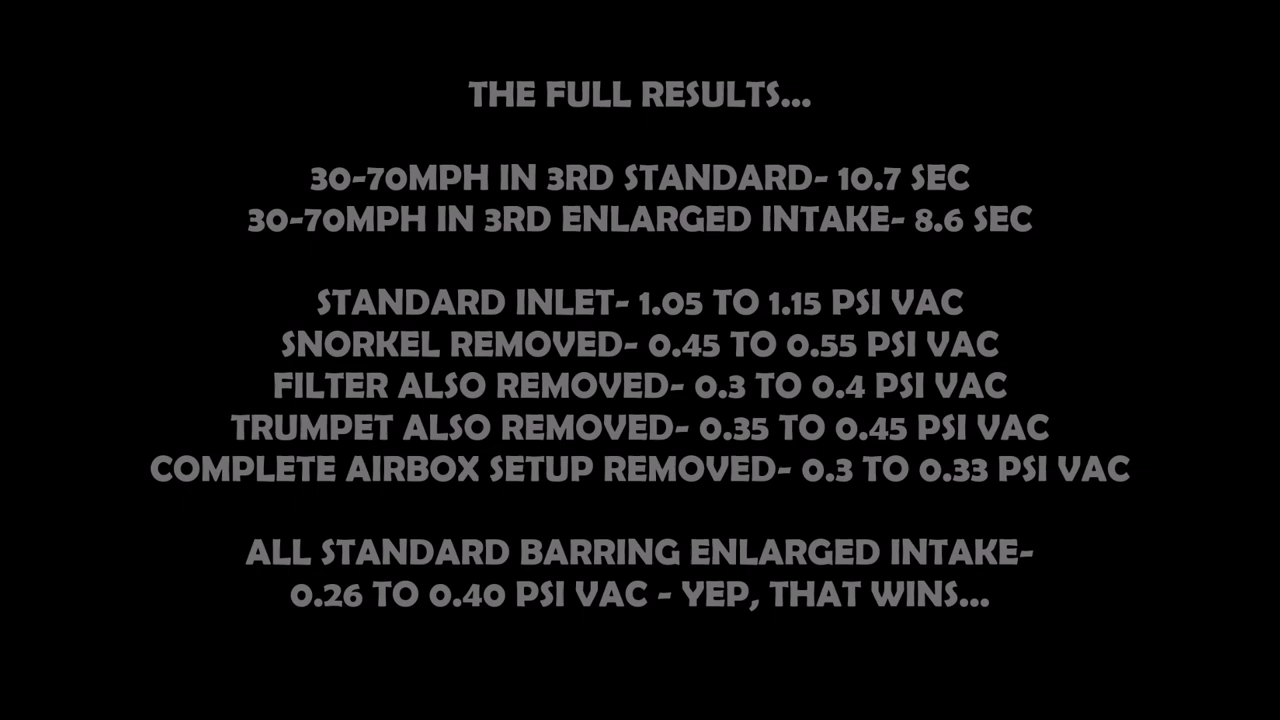 THE FULL RESULTS...
30-70MPH IN 3RD STANDARD- 10.7 SEC
30-70MPH IN 3RD ENLARGED INTAKE- 8.6 SEC
STANDARD INLET- 1.05 TO 1.15 PSI VAC
SNORKEL REMOVED- 0.45 TO 0.55 PSI VAC
FILTER ALSO REMOVED- 0.3 TO 0.4 PSI VAC
TRUMPET ALSO REMOVED- 0.35 TO 0.45 PSI VAC
COMPLETE AIRBOX SETUP REMOVED- 0.3 TO 0.33 PSI VAC
ALL STANDARD BARRING ENLARGED INTAKE-
0.26 TO 0.40 PSI VAC - YEP, THAT WINS...